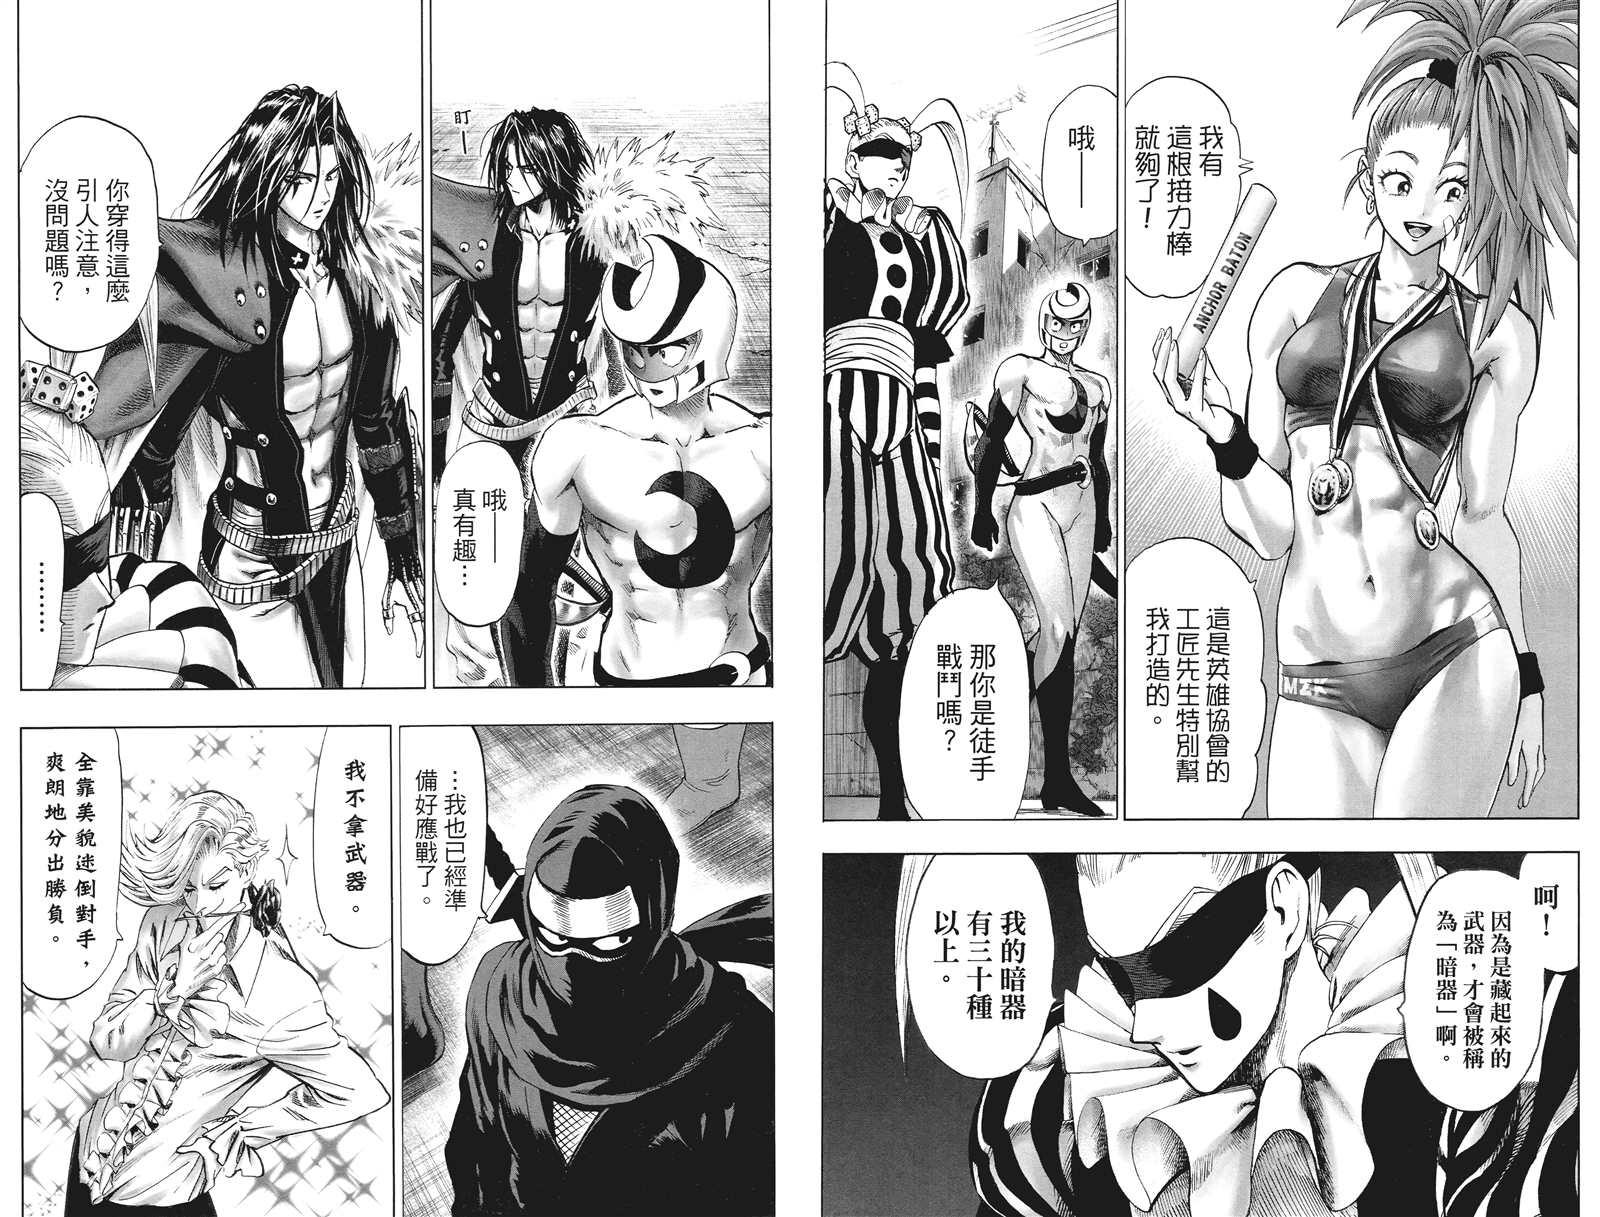 我有
這根接力棒
就夠了！
ANCHOR BATON
MZK
這是英雄協會的
工匠先生特別幫
我打造的。
哦──
那你是徒手
戰鬥嗎？
呵！
因為是藏起來的
武器，才會被稱
為「暗器」啊。
我的暗器
有三十種
以上。
盯─
哦──
真有趣…
你穿得這麼
引人注意，
沒問題嗎？
………
…我也已經準
備好應戰了。
我不拿武器。
全靠美貌迷倒對手，
爽朗地分出勝負。